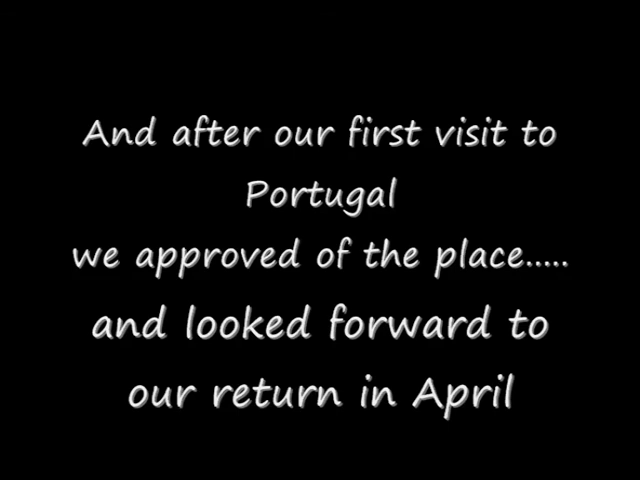 And after our first visit to
Portugal
we approved of the place.....
and looked forward to
our return in April